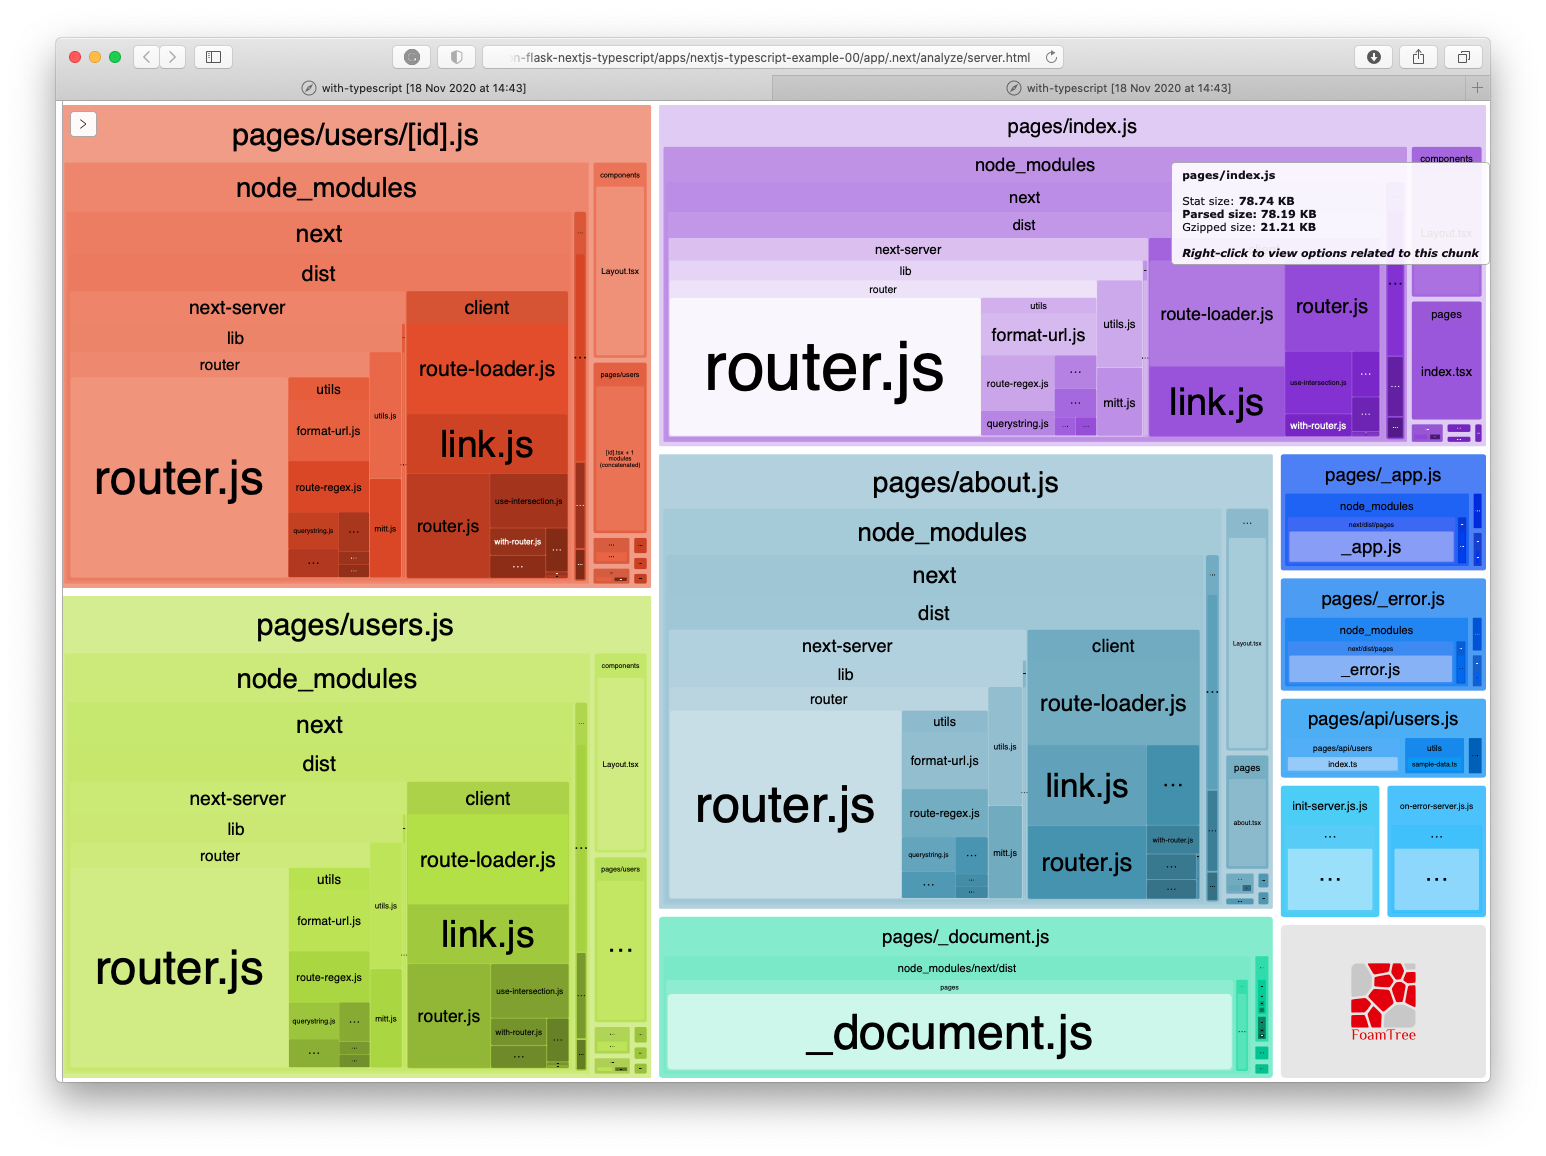 n-flask-nextjs-typescript/apps/nextjs-typescript-example-00/app/.next/analyze/server.html
with-typescript [18 Nov 2020 at 14:43]
with-typescript [18 Nov 2020 at 14:43]
pages/users/[id].js
node_modules
next
dist
next-server
lib
router
router.js
utils
format-url.js
route-regex.js
querystring.js
...
...
utils.js
mitt.js
client
route-loader.js
link.js
router.js
use-intersection.js
with-router.js
...
...
components
Layout.tsx
pages/users
[id].tsx + 1
modules
(concatenated)
pages/index.js
node_modules
next
dist
next-server
lib
router
router.js
utils
format-url.js
route-regex.js
querystring.js
...
...
utils.js
mitt.js
route-loader.js
link.js
router.js
use-intersection.js
with-router.js
...
...
components
Layout.tsx
pages
index.tsx
pages/index.js
Stat size: 78.74 KB
Parsed size: 78.19 KB
Gzipped size: 21.21 KB
Right-click to view options related to this chunk
pages/users.js
node_modules
next
dist
next-server
lib
router
router.js
utils
format-url.js
route-regex.js
querystring.js
...
...
utils.js
mitt.js
client
route-loader.js
link.js
router.js
use-intersection.js
with-router.js
...
...
components
Layout.tsx
pages/users
...
pages/about.js
node_modules
next
dist
next-server
lib
router
router.js
utils
format-url.js
route-regex.js
querystring.js
...
...
utils.js
mitt.js
client
route-loader.js
link.js
...
router.js
with-router.js
...
...
...
Layout.tsx
pages
about.tsx
pages/_document.js
node_modules/next/dist
pages
_document.js
pages/_app.js
node_modules
next/dist/pages
_app.js
pages/_error.js
node_modules
next/dist/pages
_error.js
pages/api/users.js
pages/api/users
index.ts
utils
sample-data.ts
init-server.js.js
...
...
on-error-server.js.js
...
...
FoamTree